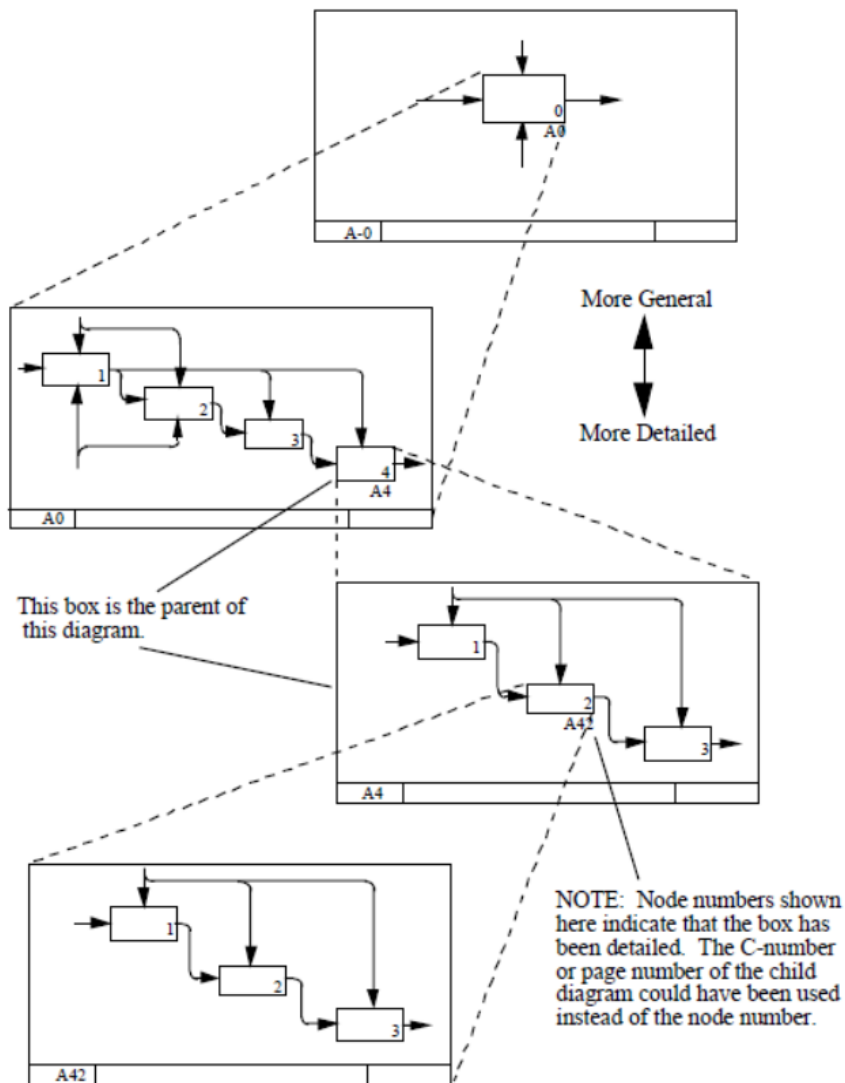 0
A0
A-0
More General
More Detailed
1
2
3
4
A4
A0
This box is the parent of
this diagram.
1
2
A42
3
A4
NOTE: Node numbers shown
here indicate that the box has
been detailed. The C-number
or page number of the child
diagram could have been used
instead of the node number.
1
2
3
A42